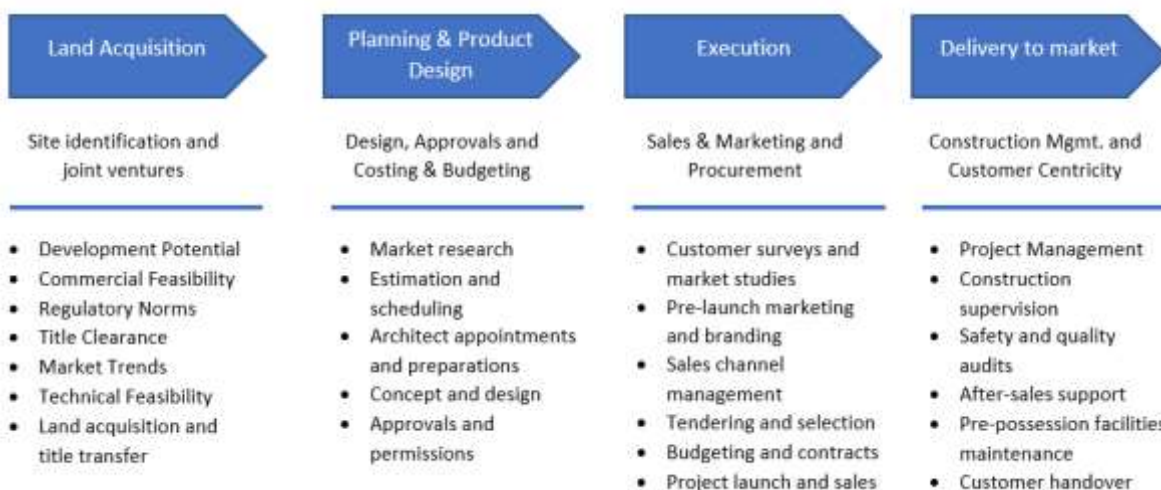 Land Acquisition
Site identification and
joint ventures
• Development Potential
• Commercial Feasibility
• Regulatory Norms
• Title Clearance
• Market Trends
• Technical Feasibility
• Land acquisition and
title transfer
Planning & Product
Design
Design, Approvals and
Costing & Budgeting
• Market research
• Estimation and
scheduling
• Architect appointments
and preparations
• Concept and design
• Approvals and
permissions
Execution
Sales & Marketing and
Procurement
• Customer surveys and
market studies
• Pre-launch marketing
and branding
• Sales channel
management
• Tendering and selection
• Budgeting and contracts
• Project launch and sales
Delivery to market
Construction Mgmt. and
Customer Centricity
• Project Management
• Construction
supervision
• Safety and quality
audits
• After-sales support
• Pre-possession facilities
maintenance
• Customer handover